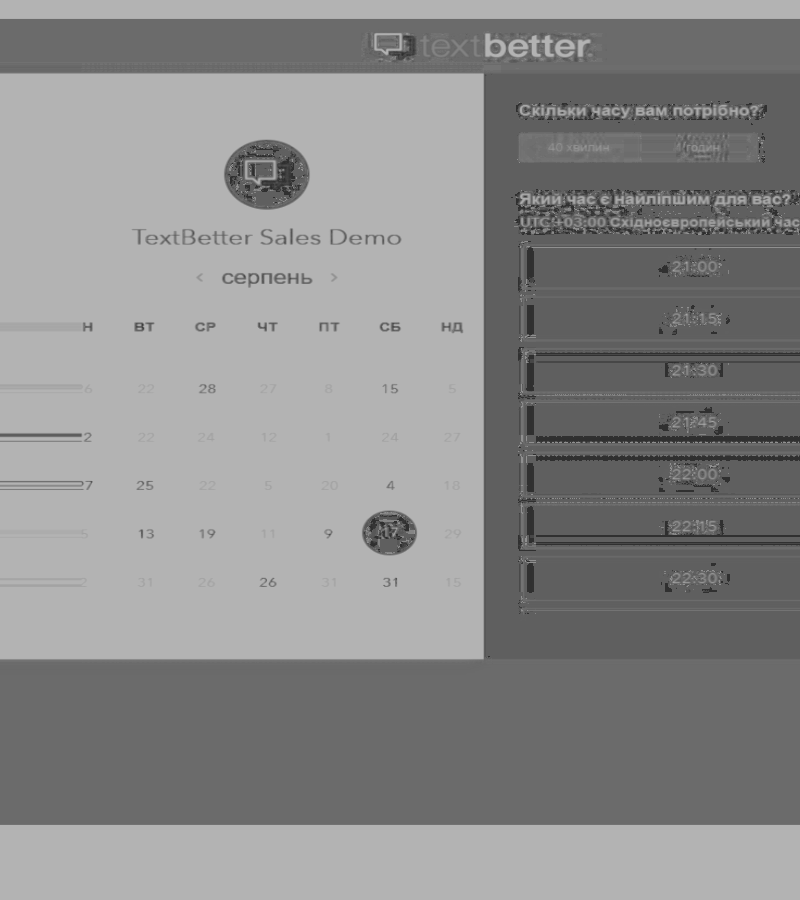 textbetter
TextBetter Sales Demo
‹ серпень ›
Н ВТ СР ЧТ ПТ СБ НД
6 22 28 27 8 15 5
2 22 24 12 1 24 27
7 25 22 5 20 4 18
5 13 19 11 9 29
2 31 26 26 31 31 15
Скільки часу вам потрібно?
40 хвилин годин
Який час є найліпшим для вас?
UTC +03:00 Східноєвропейський час
21:00
21:15
21:30
21:45
22:00
22:15
22:30